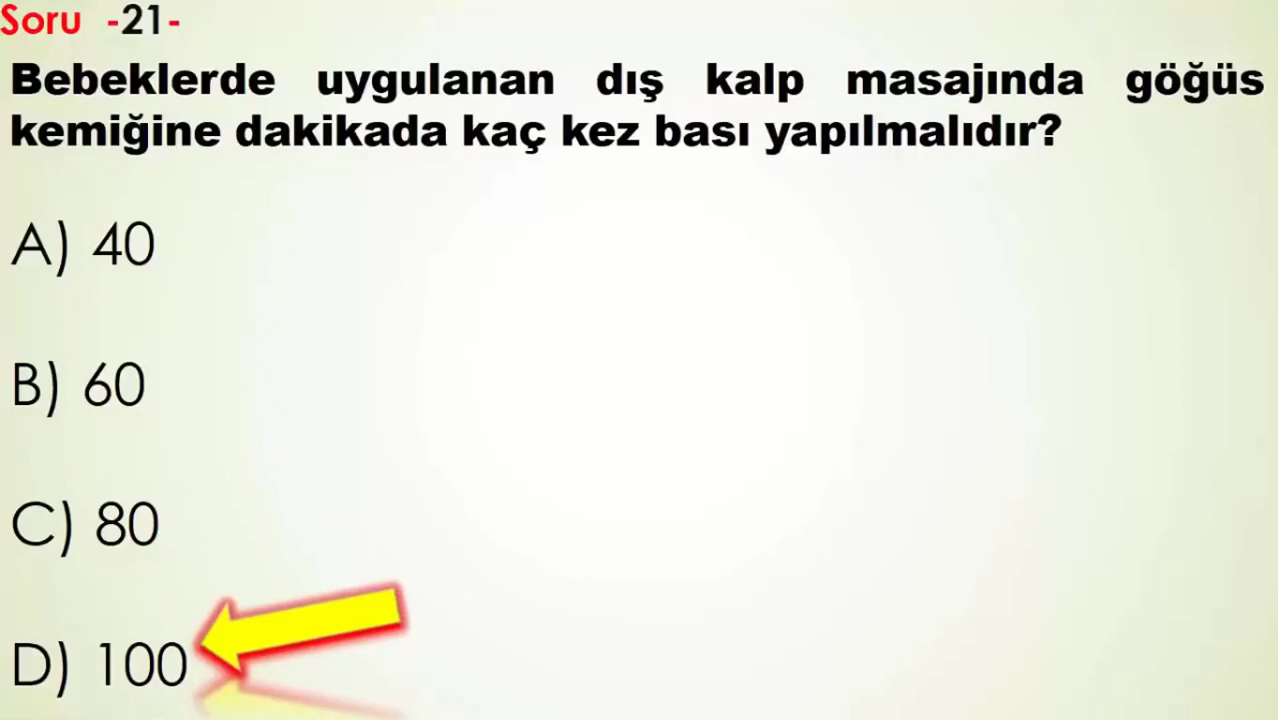 Soru -21-
Bebeklerde uygulanan dış kalp masajında göğüs
kemiğine dakikada kaç kez bası yapılmalıdır?
A) 40
B) 60
C) 80
D) 100